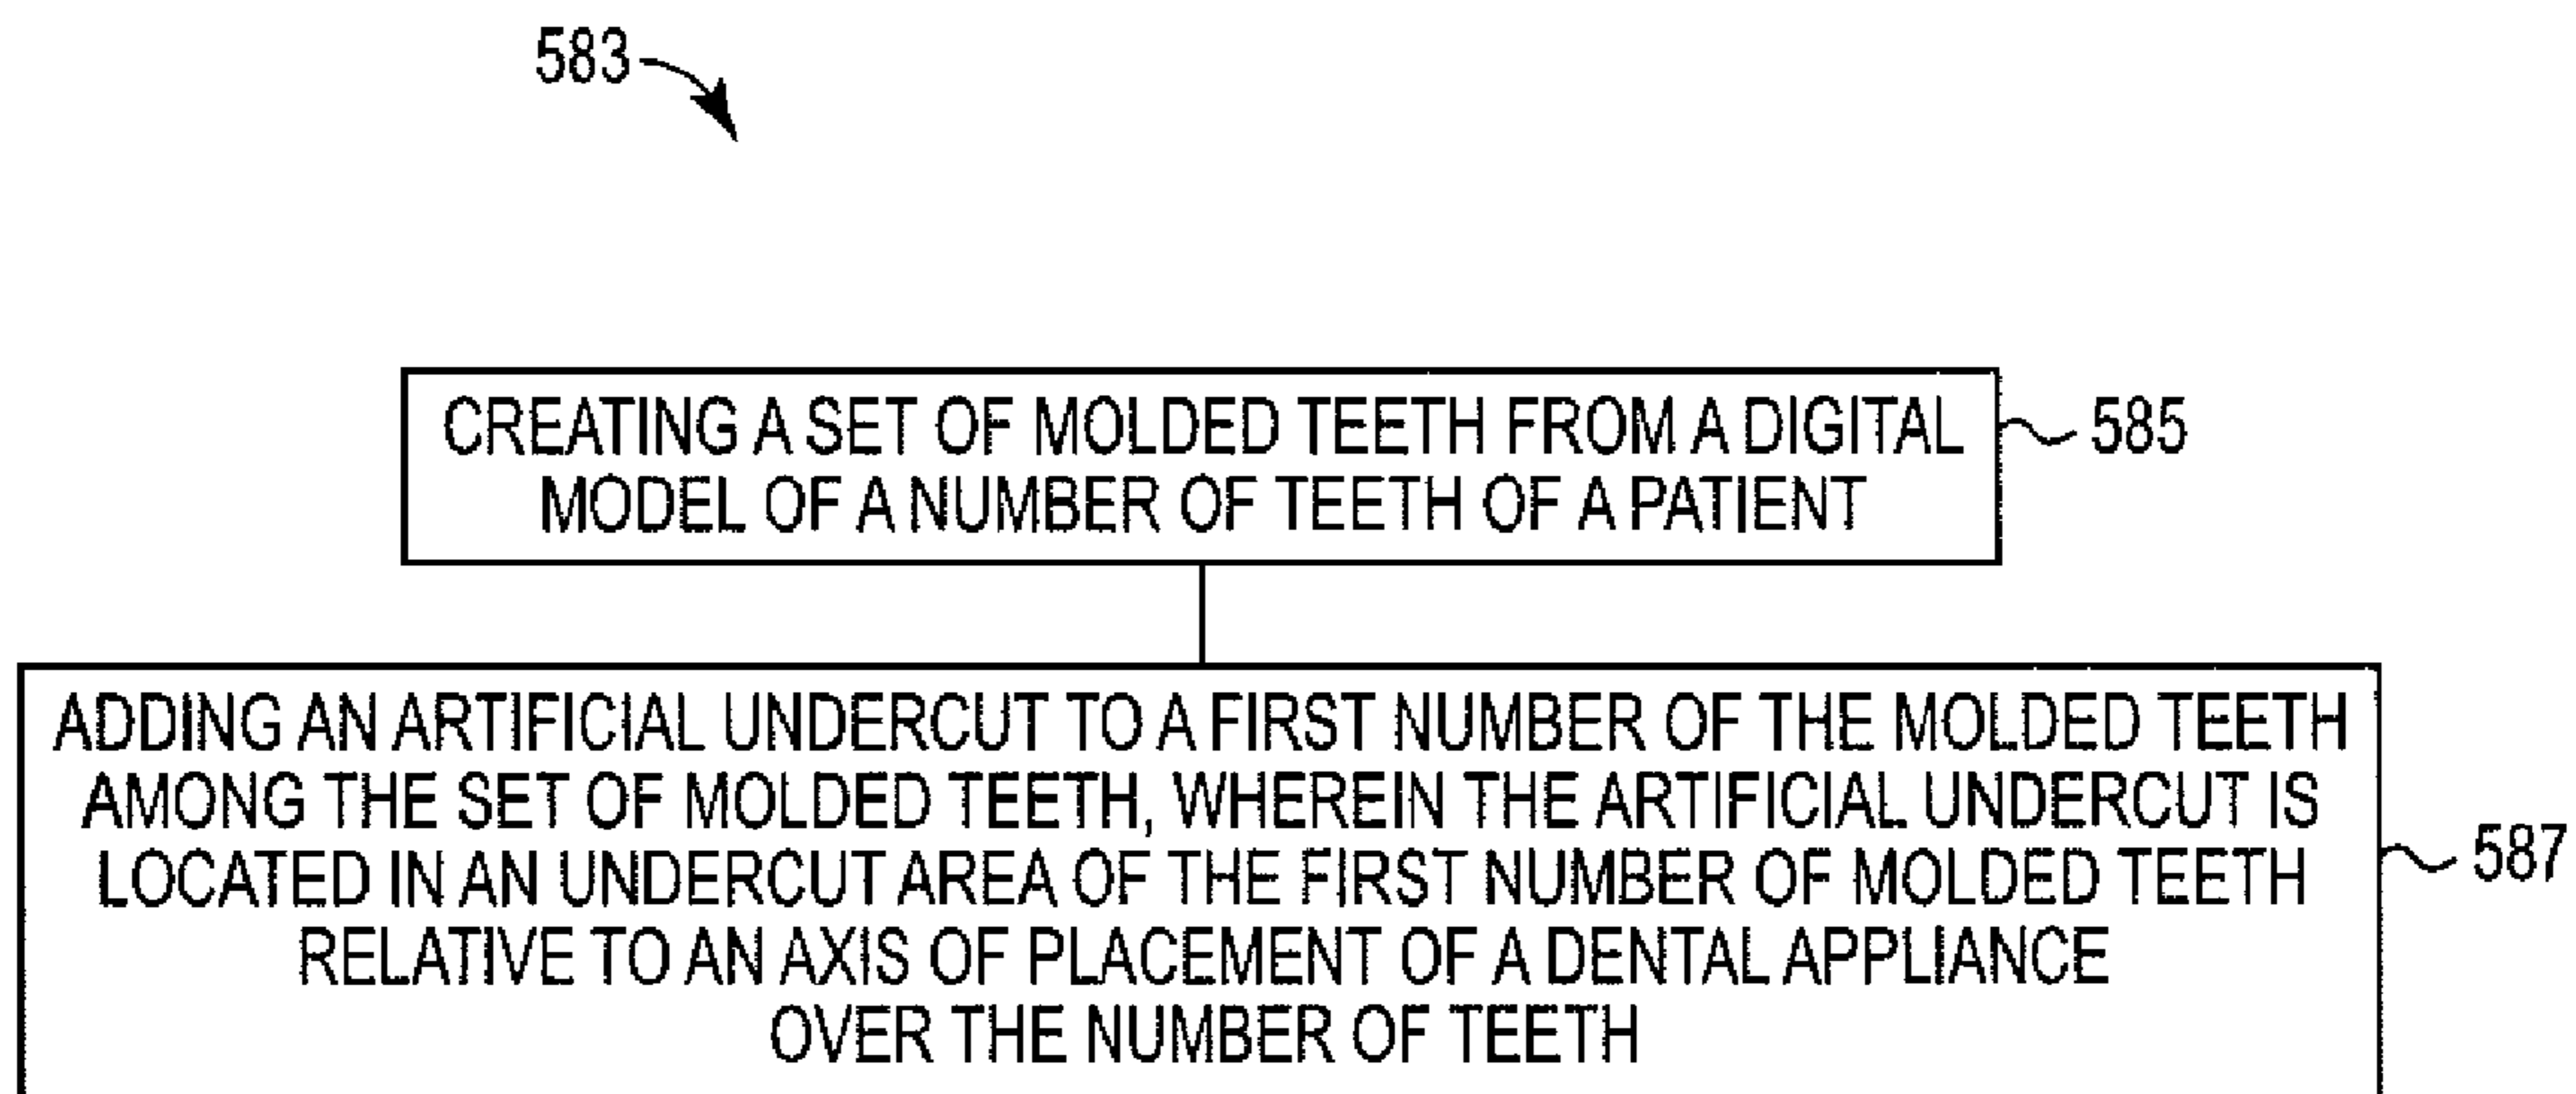 583
CREATING A SET OF MOLDED TEETH FROM A DIGITAL
MODEL OF A NUMBER OF TEETH OF A PATIENT
585
ADDING AN ARTIFICIAL UNDERCUT TO A FIRST NUMBER OF THE MOLDED TEETH
AMONG THE SET OF MOLDED TEETH, WHEREIN THE ARTIFICIAL UNDERCUT IS
LOCATED IN AN UNDERCUT AREA OF THE FIRST NUMBER OF MOLDED TEETH
RELATIVE TO AN AXIS OF PLACEMENT OF A DENTAL APPLIANCE
OVER THE NUMBER OF TEETH
587